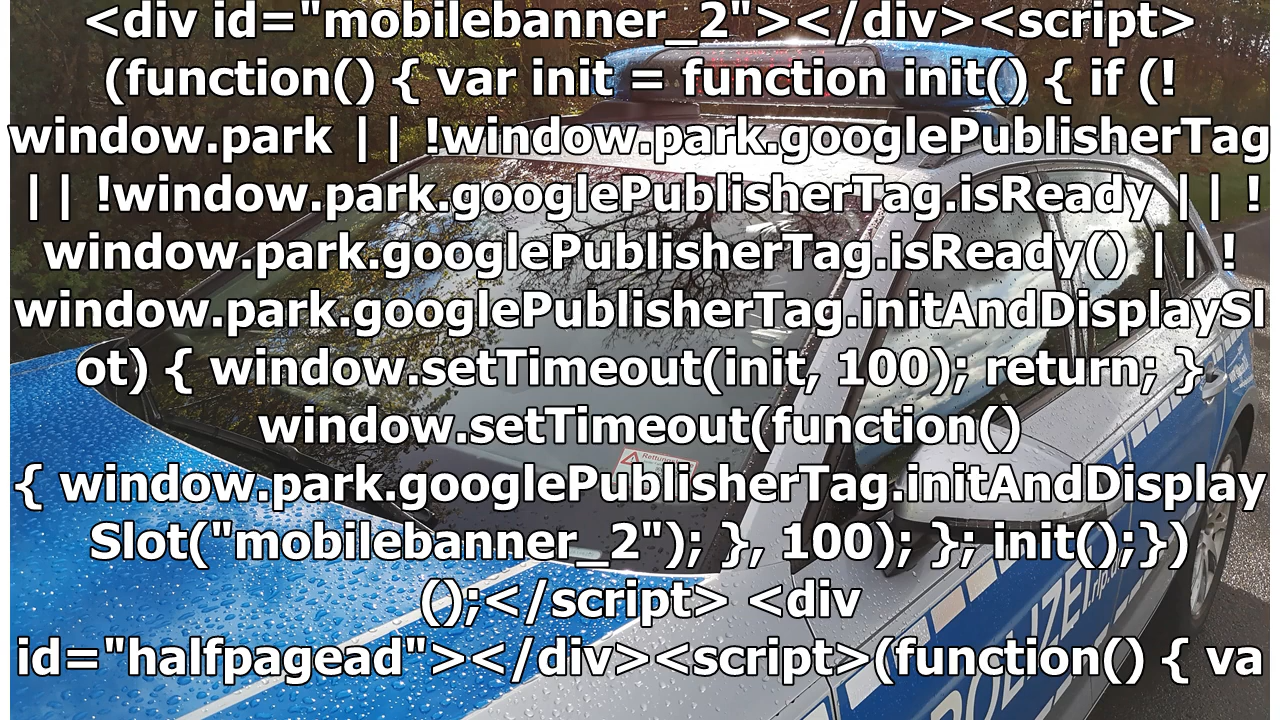 <div id="mobilebanner_2"></div><script>
(function() { var init = function init() { if (!
window.park || !window.park.googlePublisherTag
|| !window.park.googlePublisherTag.isReady || !
window.park.googlePublisherTag.isReady() || !
window.park.googlePublisherTag.initAndDisplaySl
ot) { window.setTimeout(init, 100); return; }
window.setTimeout(function()
{ window.park.googlePublisherTag.initAndDisplay
Slot("mobilebanner_2"); }, 100); }; init();})
();</script> <div
id="halfpagead"></div><script>(function() { va
Rettungs
POLIZEI